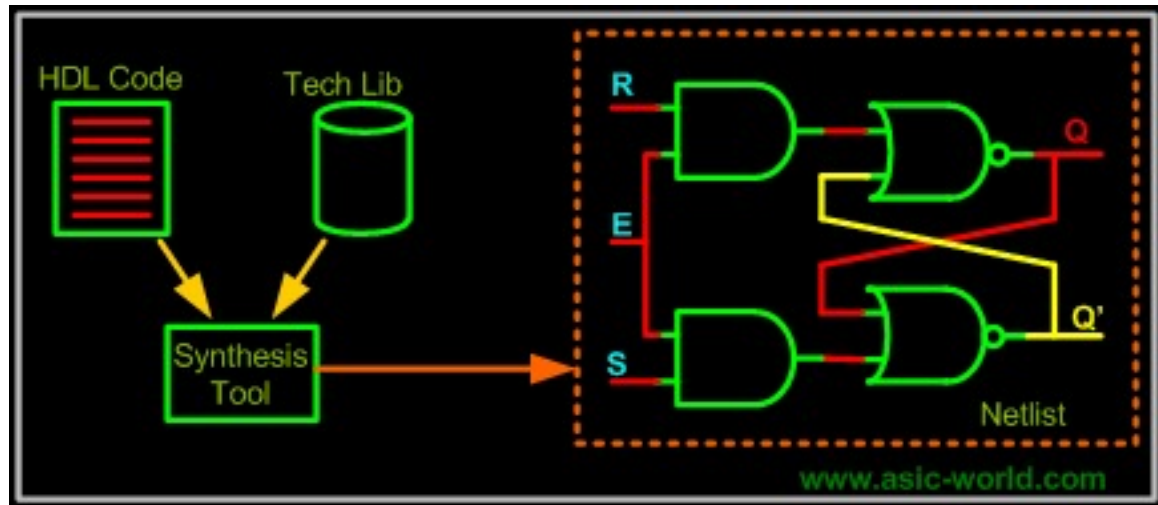 HDL Code
Tech Lib
Synthesis
Tool
R
E
S
Q
Q'
Netlist
www.asic-world.com